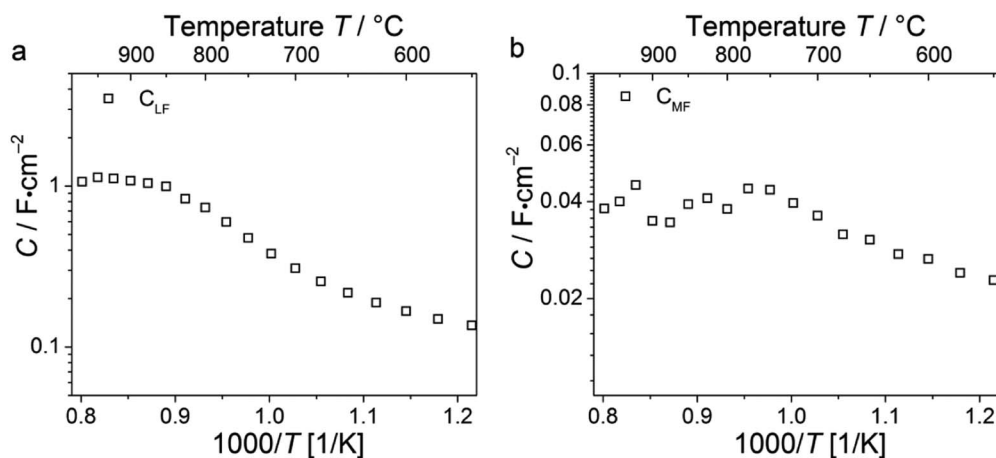 Temperature T / °C
a
900 800 700 600
C_LF
1
0.1
C / F•cm⁻²
0.8 0.9 1.0 1.1 1.2
1000/T [1/K]
Temperature T / °C
b
900 800 700 600
0.1
0.08
0.06
0.04
0.02
C_MF
C / F•cm⁻²
0.8 0.9 1.0 1.1 1.2
1000/T [1/K]